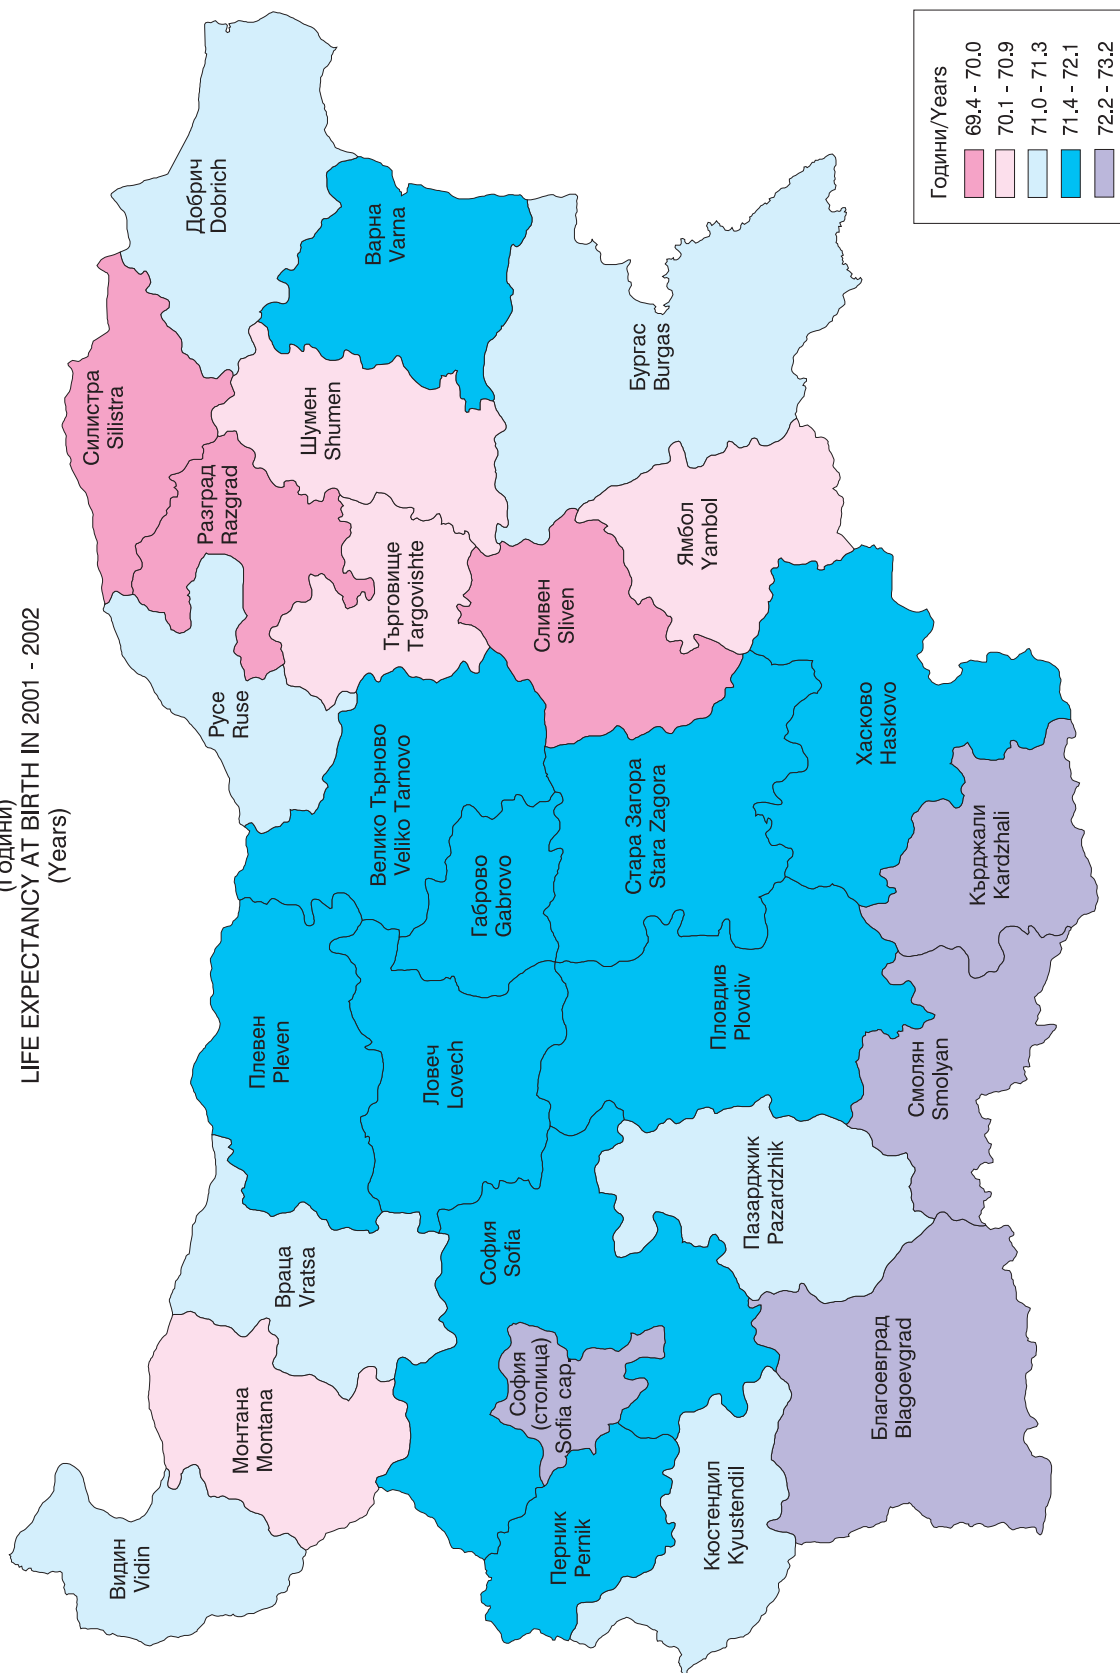 (Години)
LIFE EXPECTANCY AT BIRTH IN 2001 - 2002
(Years)
Видин
Vidin
Монтана
Montana
Враца
Vratsa
Плевен
Pleven
Русе
Ruse
Разград
Razgrad
Силистра
Silistra
Добрич
Dobrich
Варна
Varna
Шумен
Shumen
Търговище
Targovishte
Велико Търново
Veliko Tarnovo
Габрово
Gabrovo
Ловеч
Lovech
София
Sofia
София
(столица)
Sofia cap.
Перник
Pernik
Кюстендил
Kyustendil
Благоевград
Blagoevgrad
Пазарджик
Pazardzhik
Пловдив
Plovdiv
Смолян
Smolyan
Кърджали
Kardzhali
Хасково
Haskovo
Стара Загора
Stara Zagora
Сливен
Sliven
Ямбол
Yambol
Бургас
Burgas
Години/Years
69.4 - 70.0
70.1 - 70.9
71.0 - 71.3
71.4 - 72.1
72.2 - 73.2